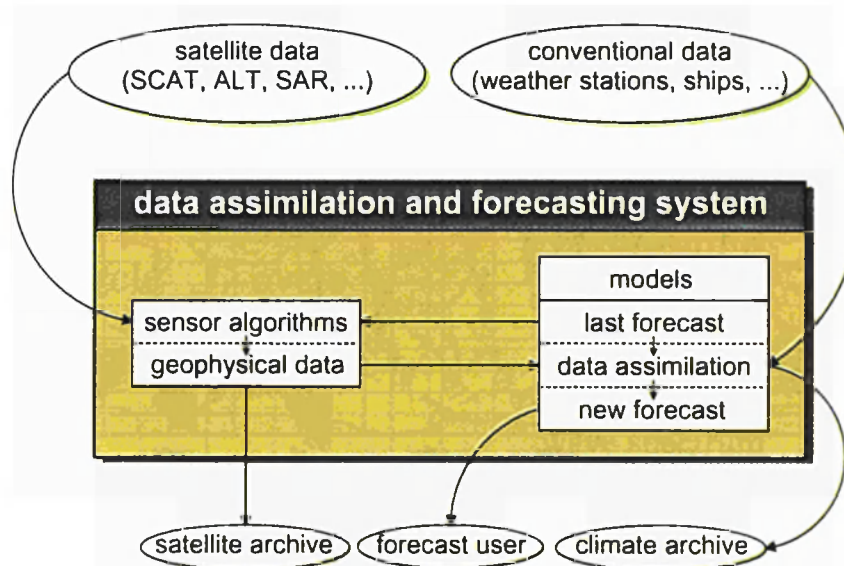 satellite data
(SCAT, ALT, SAR, ...)
conventional data
(weather stations, ships, ...)
data assimilation and forecasting system
models
sensor algorithms
last forecast
geophysical data
data assimilation
new forecast
satellite archive
forecast user
climate archive